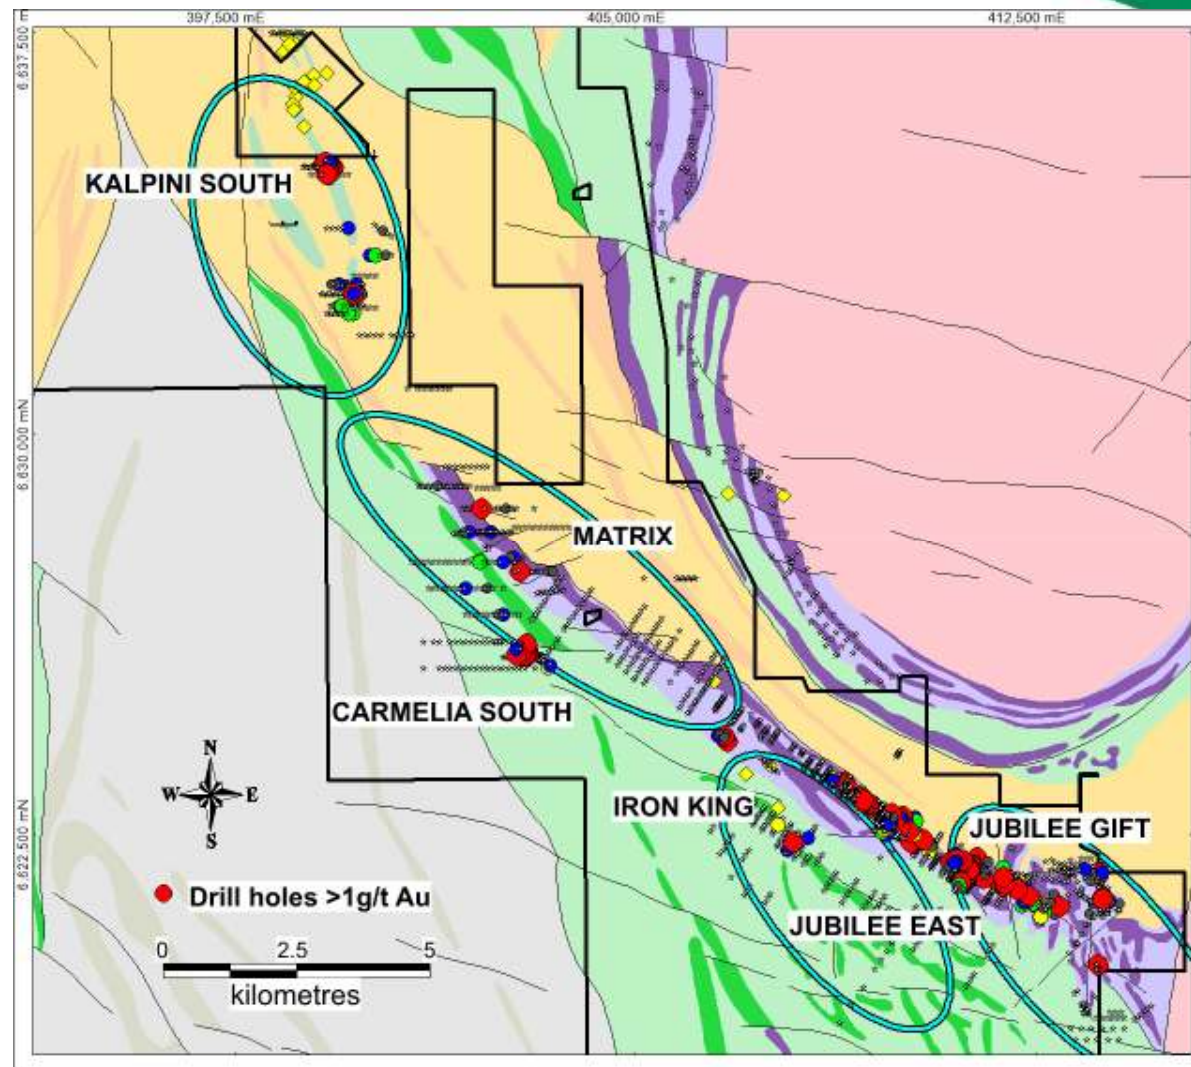 397,500 mE
405,000 mE
412,500 mE
6 637,500
E
KALPINI SOUTH
6 630,000 mN
MATRIX
CARMELIA SOUTH
N
W
E
S
IRON KING
JUBILEE GIFT
6 622,500 mN
Drill holes >1g/t Au
JUBILEE EAST
0
2.5
5
kilometres